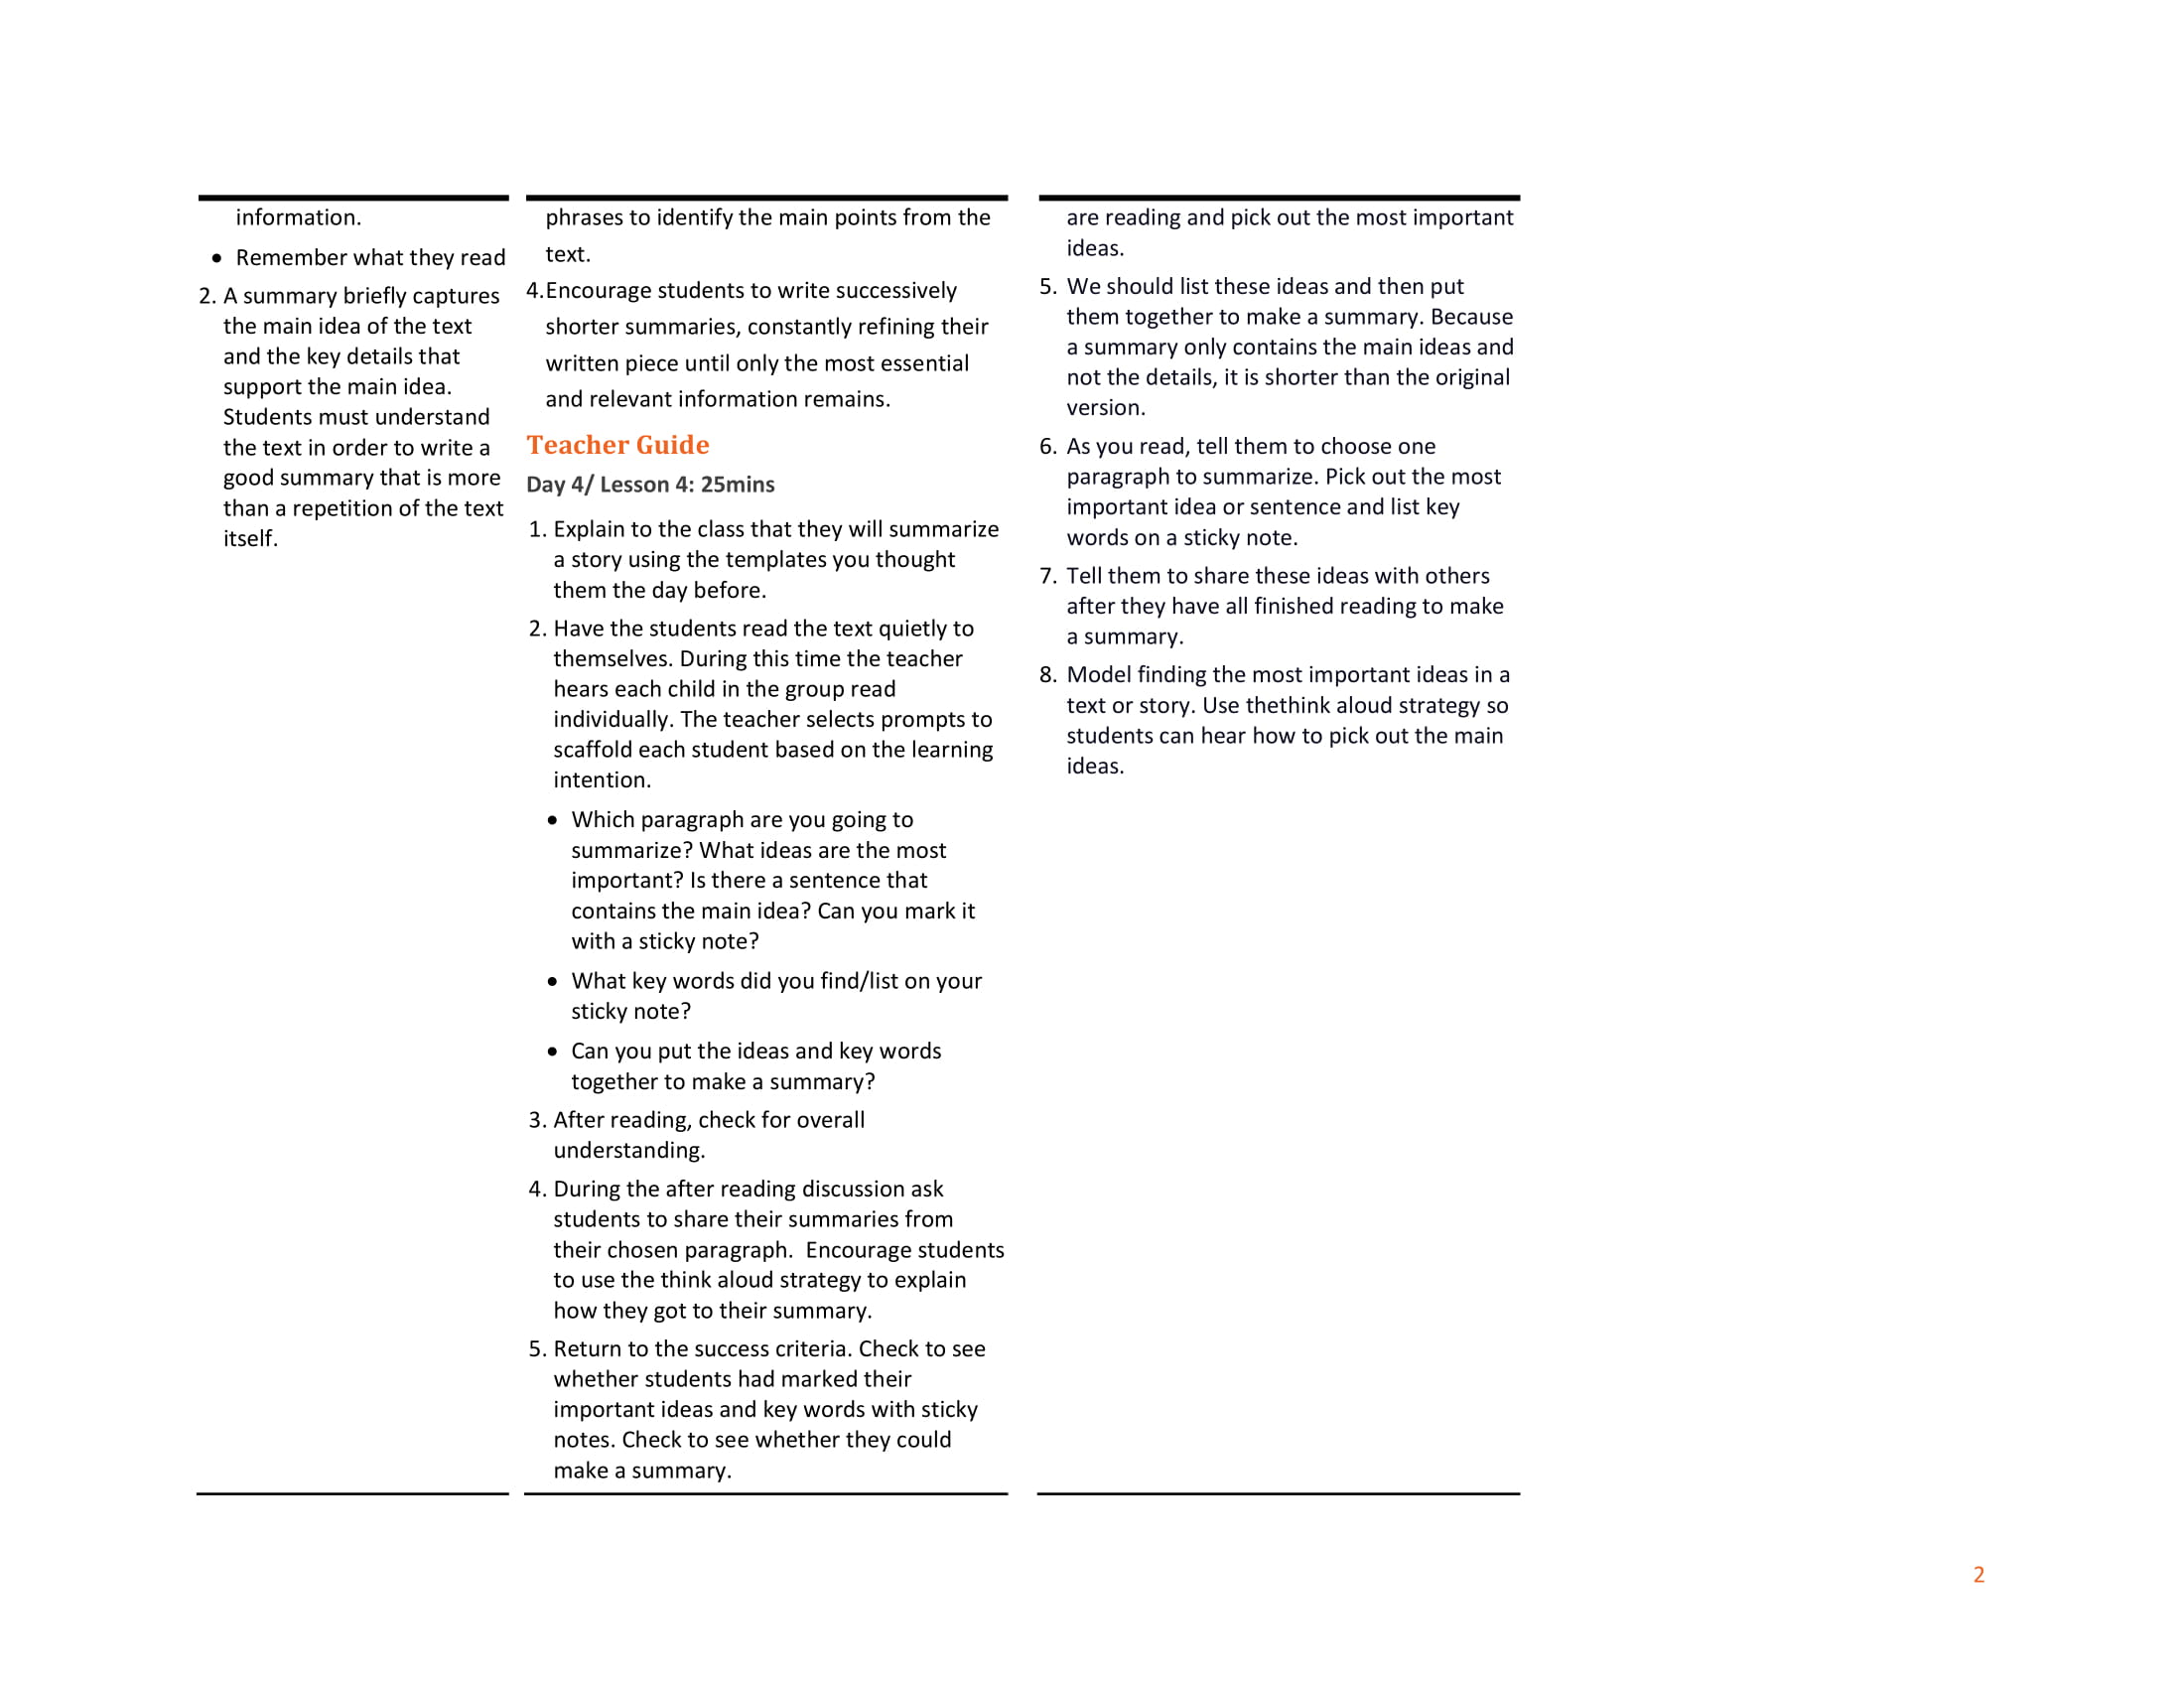 information.
• Remember what they read
2. A summary briefly captures
the main idea of the text
and the key details that
support the main idea.
Students must understand
the text in order to write a
good summary that is more
than a repetition of the text
itself.
phrases to identify the main points from the
text.
4.Encourage students to write successively
shorter summaries, constantly refining their
written piece until only the most essential
and relevant information remains.
Teacher Guide
Day 4/ Lesson 4: 25mins
1. Explain to the class that they will summarize
a story using the templates you thought
them the day before.
2. Have the students read the text quietly to
themselves. During this time the teacher
hears each child in the group read
individually. The teacher selects prompts to
scaffold each student based on the learning
intention.
• Which paragraph are you going to
summarize? What ideas are the most
important? Is there a sentence that
contains the main idea? Can you mark it
with a sticky note?
• What key words did you find/list on your
sticky note?
• Can you put the ideas and key words
together to make a summary?
3. After reading, check for overall
understanding.
4. During the after reading discussion ask
students to share their summaries from
their chosen paragraph.  Encourage students
to use the think aloud strategy to explain
how they got to their summary.
5. Return to the success criteria. Check to see
whether students had marked their
important ideas and key words with sticky
notes. Check to see whether they could
make a summary.
are reading and pick out the most important
ideas.
5. We should list these ideas and then put
them together to make a summary. Because
a summary only contains the main ideas and
not the details, it is shorter than the original
version.
6. As you read, tell them to choose one
paragraph to summarize. Pick out the most
important idea or sentence and list key
words on a sticky note.
7. Tell them to share these ideas with others
after they have all finished reading to make
a summary.
8. Model finding the most important ideas in a
text or story. Use thethink aloud strategy so
students can hear how to pick out the main
ideas.
2